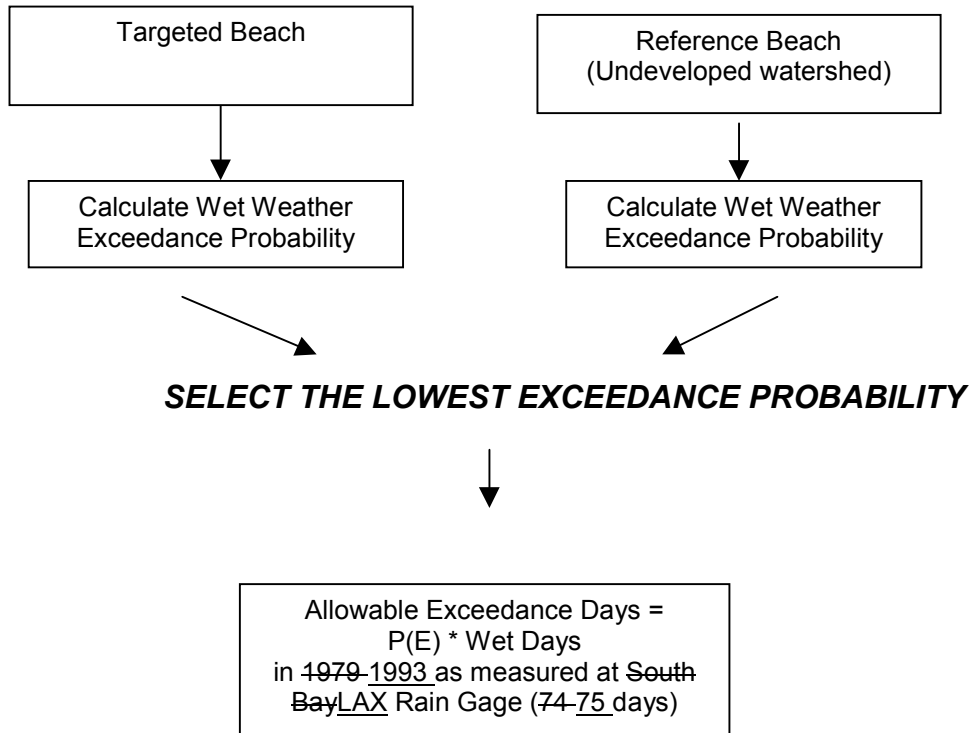 Targeted Beach
Reference Beach
(Undeveloped watershed)
Calculate Wet Weather
Exceedance Probability
Calculate Wet Weather
Exceedance Probability
SELECT THE LOWEST EXCEEDANCE PROBABILITY
Allowable Exceedance Days =
P(E) * Wet Days
in 1979 1993 as measured at South
BayLAX Rain Gage (74 75 days)